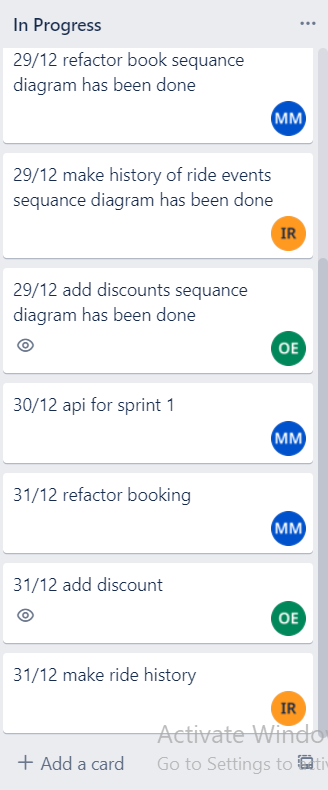 In Progress
29/12 refactor book sequance
diagram has been done
MM
29/12 make history of ride events
sequance diagram has been done
IR
29/12 add discounts sequance
diagram has been done
OE
30/12 api for sprint 1
MM
31/12 refactor booking
MM
31/12 add discount
OE
31/12 make ride history
IR
Activate Windo
+ Add a card
Go to Settings to